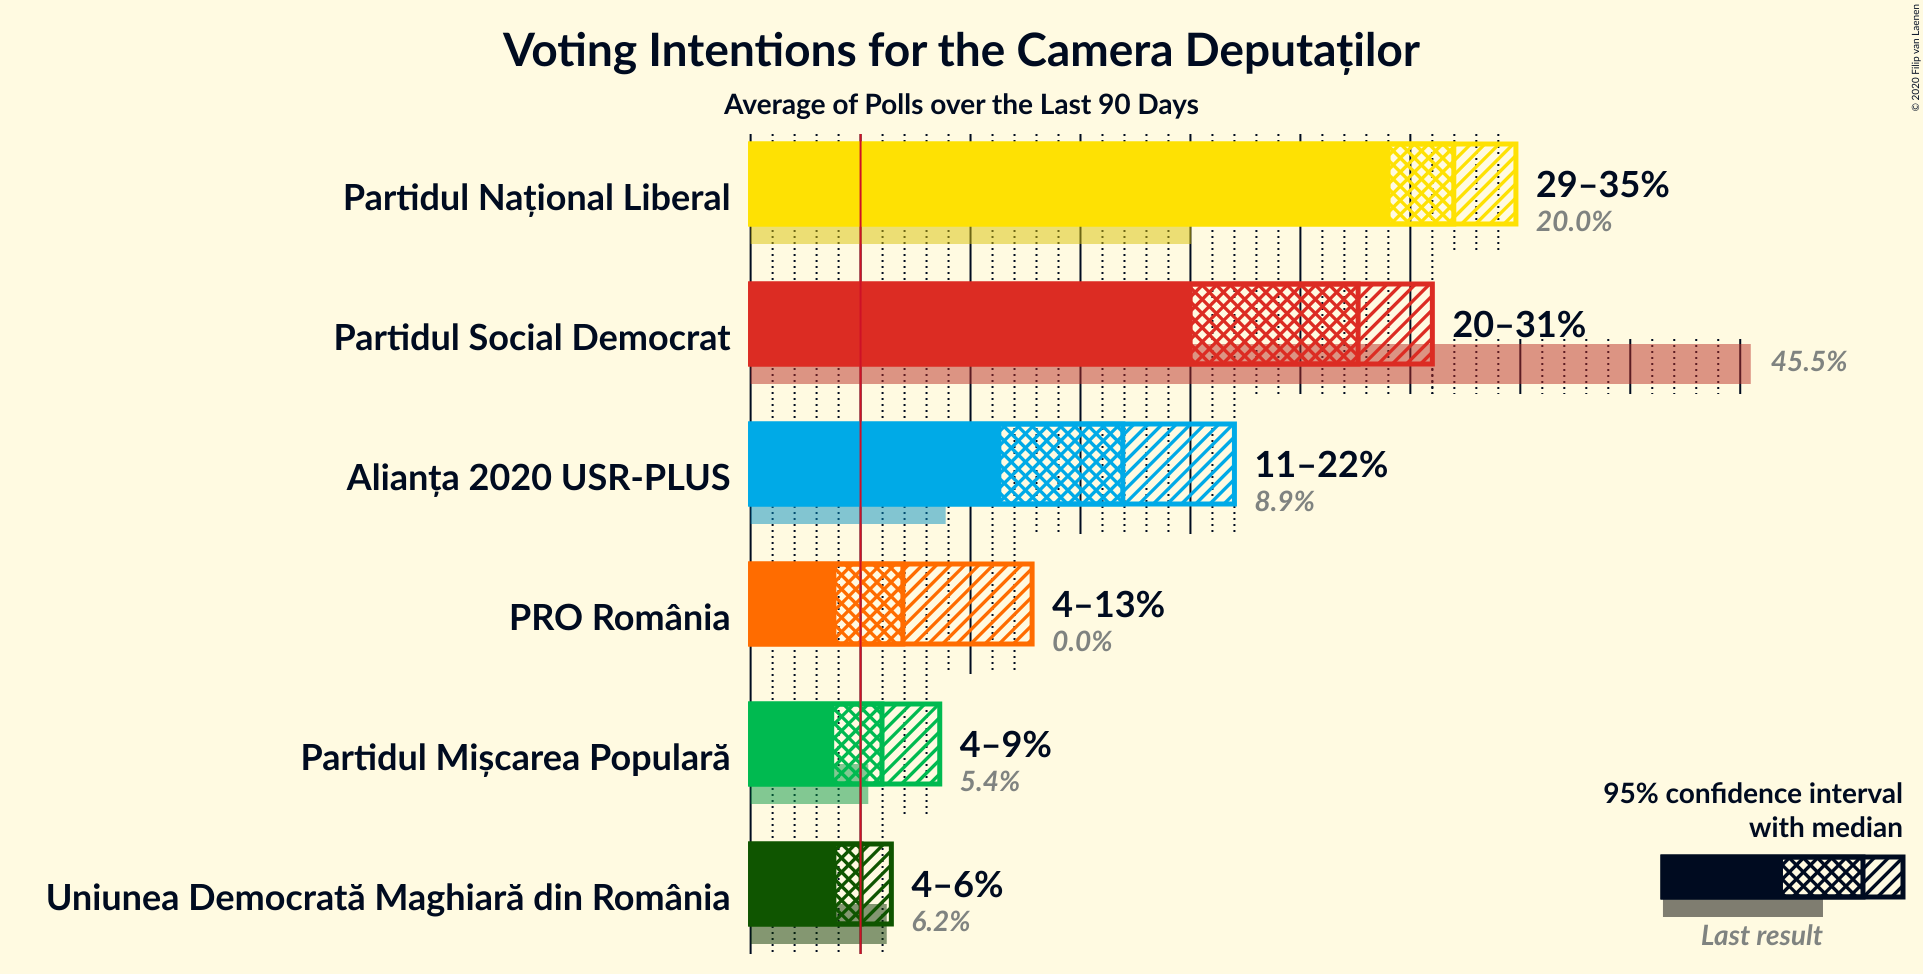 Voting Intentions for the Camera Deputaților
Average of Polls over the Last 90 Days
© 2020 Filip van Laenen
Partidul Național Liberal
29–35%
20.0%
Partidul Social Democrat
20–31%
45.5%
Alianța 2020 USR-PLUS
11–22%
8.9%
PRO România
4–13%
0.0%
Partidul Mișcarea Populară
4–9%
5.4%
Uniunea Democrată Maghiară din România
4–6%
6.2%
95% confidence interval
with median
Last result